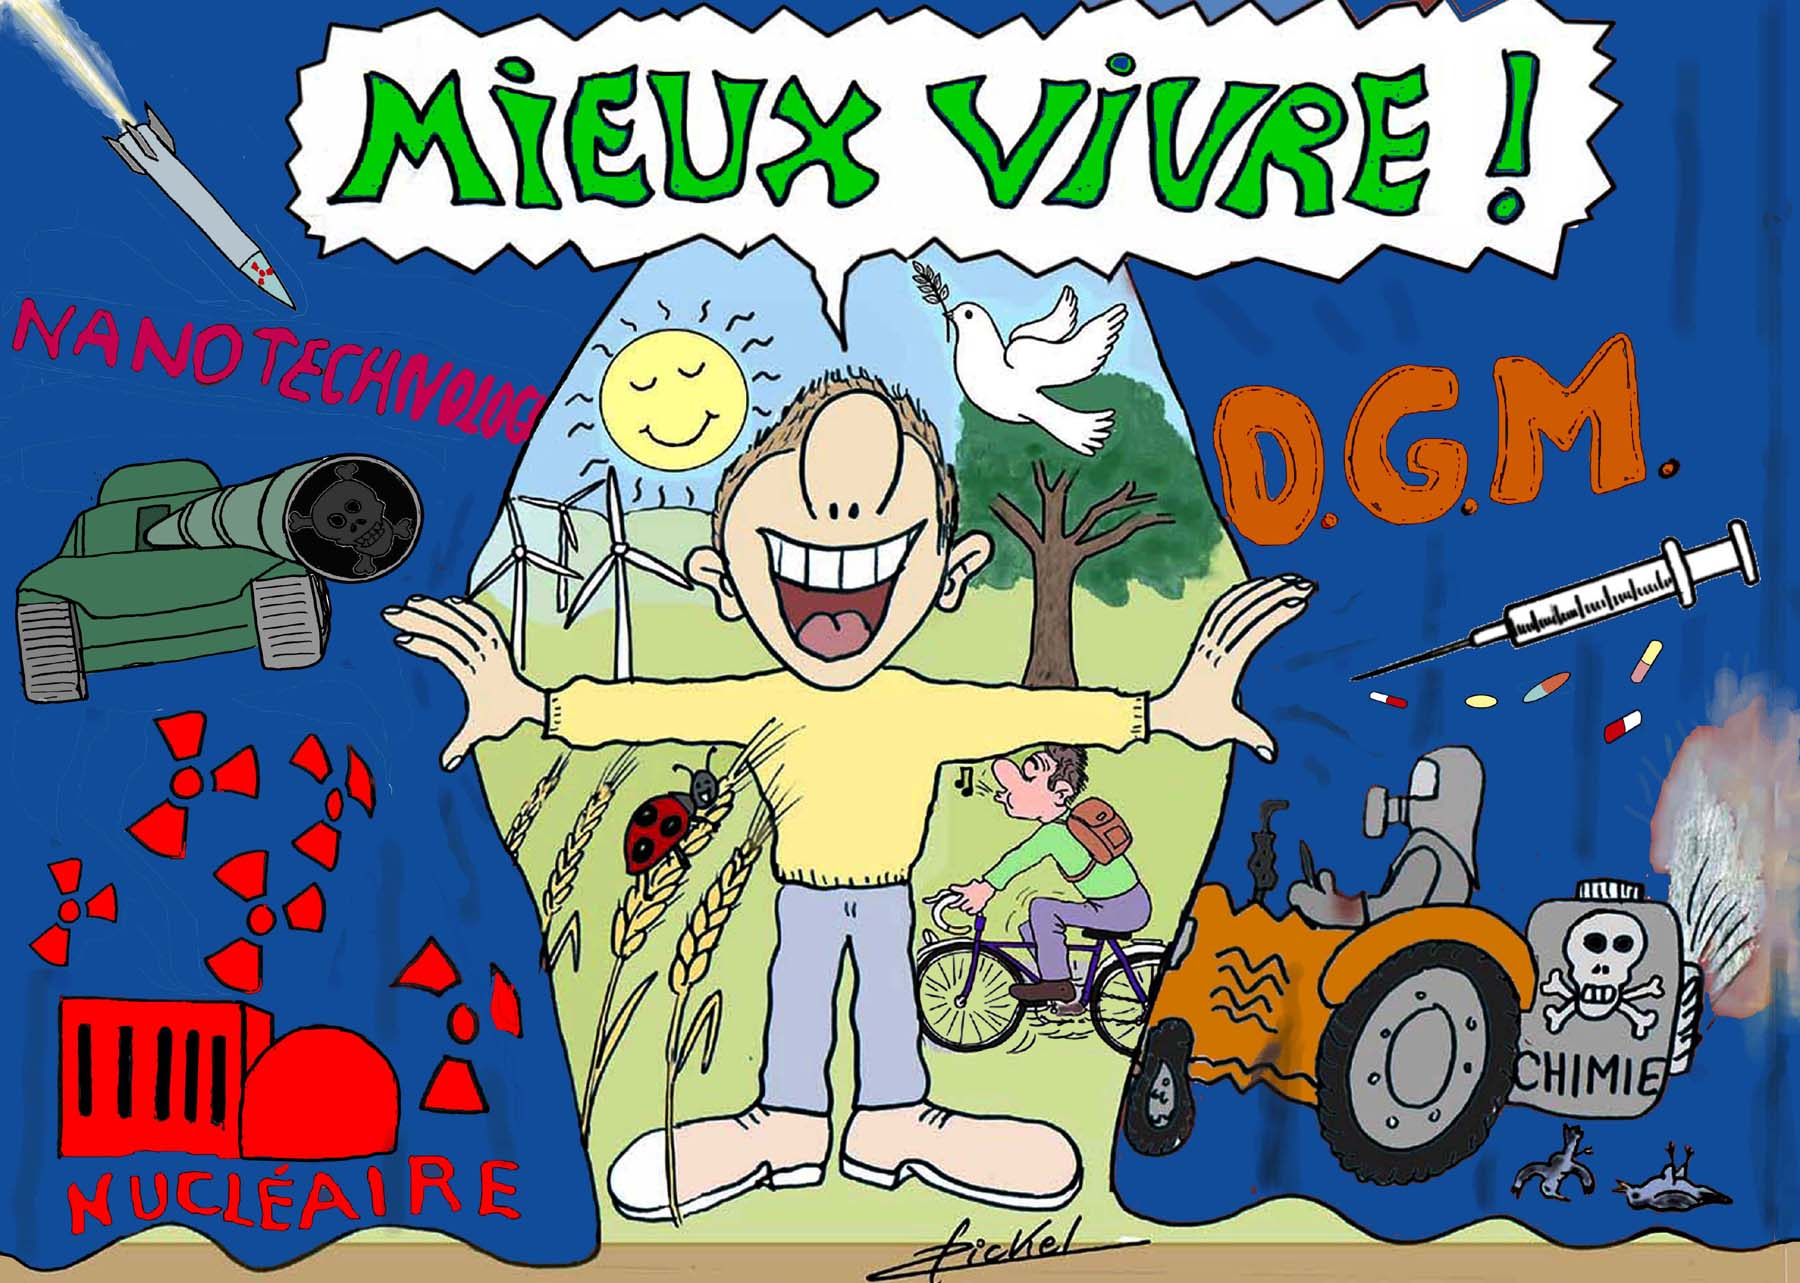 MiEUX ViVRE !
NANOTECHNOLOG
D.G.M.
CHIMIE
NUCLÉAIRE